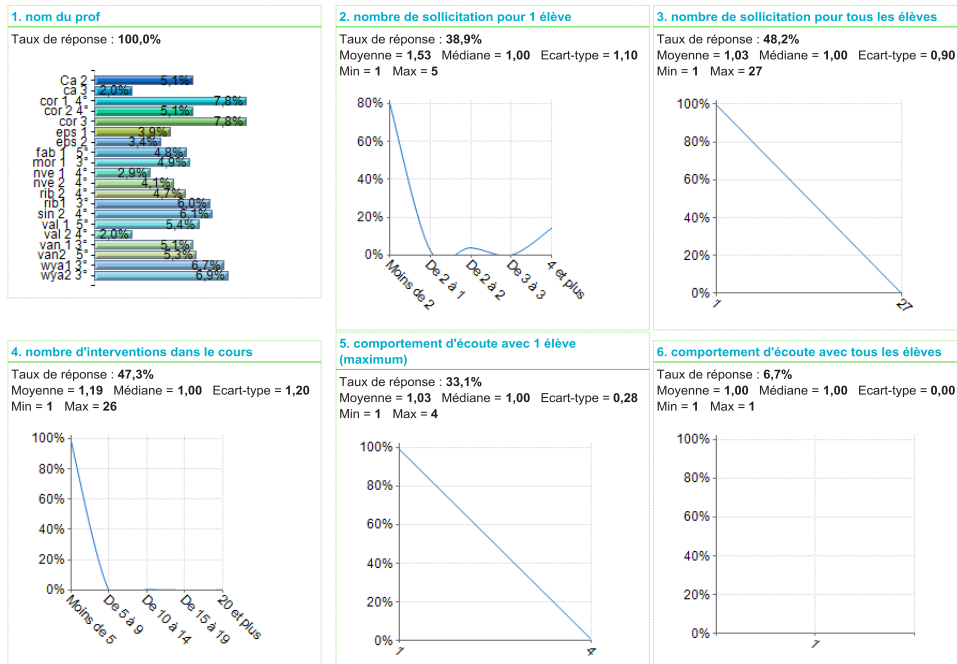 1. nom du prof
Taux de réponse : 100,0%
Ca 2 5,1%
ca 3 2,0%
cor 1 4° 7,8%
cor 2 4° 5,1%
cor 3 7,8%
eps 1 3,9%
eps 2 3,4%
fab 1 5° 4,8%
mor 1 3° 4,9%
nve 1 4° 2,9%
nve 2 4° 4,1%
rib 2 4° 4,7%
rib1 3° 6,0%
sin 2 4° 6,1%
val 1 5° 5,4%
val 2 4° 2,0%
van 1 3° 5,1%
van2 5° 5,3%
wya1 3° 6,7%
wya2 3° 6,9%
2. nombre de sollicitation pour 1 élève
Taux de réponse : 38,9%
Moyenne = 1,53 Médiane = 1,00 Ecart-type = 1,10
Min = 1 Max = 5
80%
60%
40%
20%
0%
Moins de 2
De 2 à 1
De 2 à 2
De 3 à 3
4 et plus
3. nombre de sollicitation pour tous les élèves
Taux de réponse : 48,2%
Moyenne = 1,03 Médiane = 1,00 Ecart-type = 0,90
Min = 1 Max = 27
100%
80%
60%
40%
20%
0%
1
27
4. nombre d'interventions dans le cours
Taux de réponse : 47,3%
Moyenne = 1,19 Médiane = 1,00 Ecart-type = 1,20
Min = 1 Max = 26
100%
80%
60%
40%
20%
0%
Moins de 5
De 5 à 9
De 10 à 14
De 15 à 19
20 et plus
5. comportement d'écoute avec 1 élève
(maximum)
Taux de réponse : 33,1%
Moyenne = 1,03 Médiane = 1,00 Ecart-type = 0,28
Min = 1 Max = 4
100%
80%
60%
40%
20%
0%
1
4
6. comportement d'écoute avec tous les élèves
Taux de réponse : 6,7%
Moyenne = 1,00 Médiane = 1,00 Ecart-type = 0,00
Min = 1 Max = 1
100%
80%
60%
40%
20%
0%
1